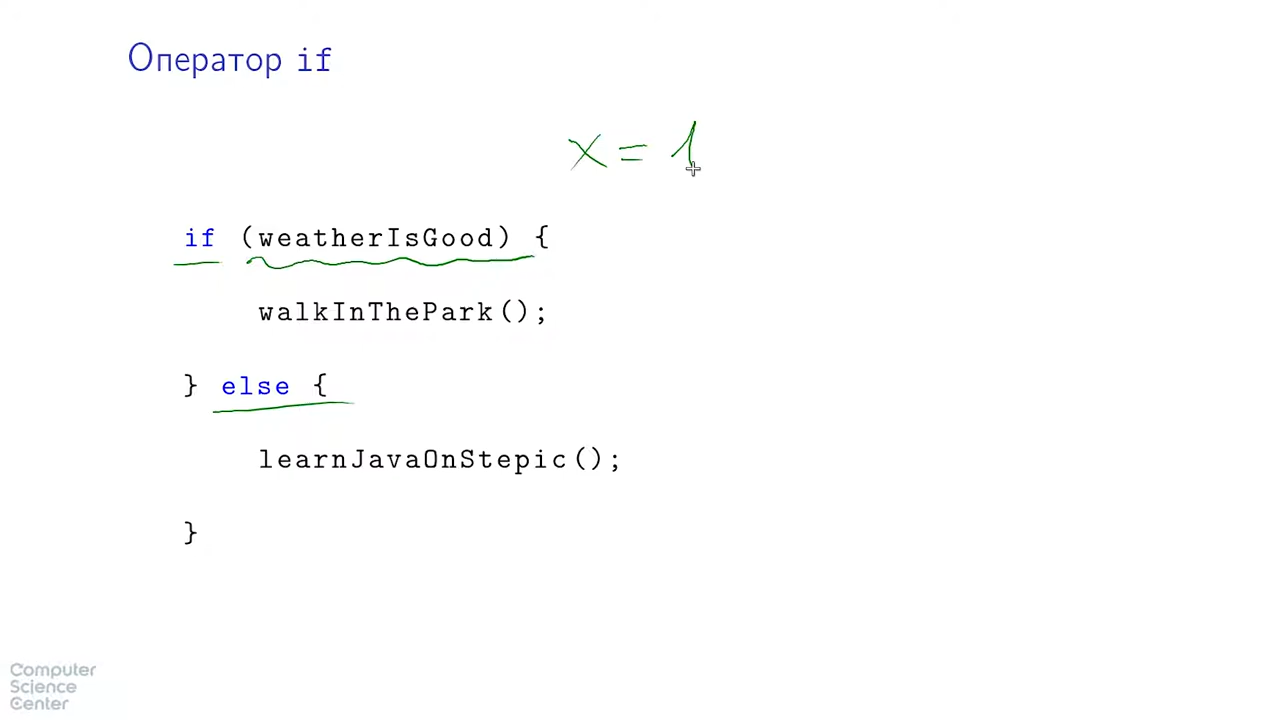 Оператор if
x = 1
if (weatherIsGood) {
walkInThePark();
} else {
learnJavaOnStepic();
}
Computer
Science
Center